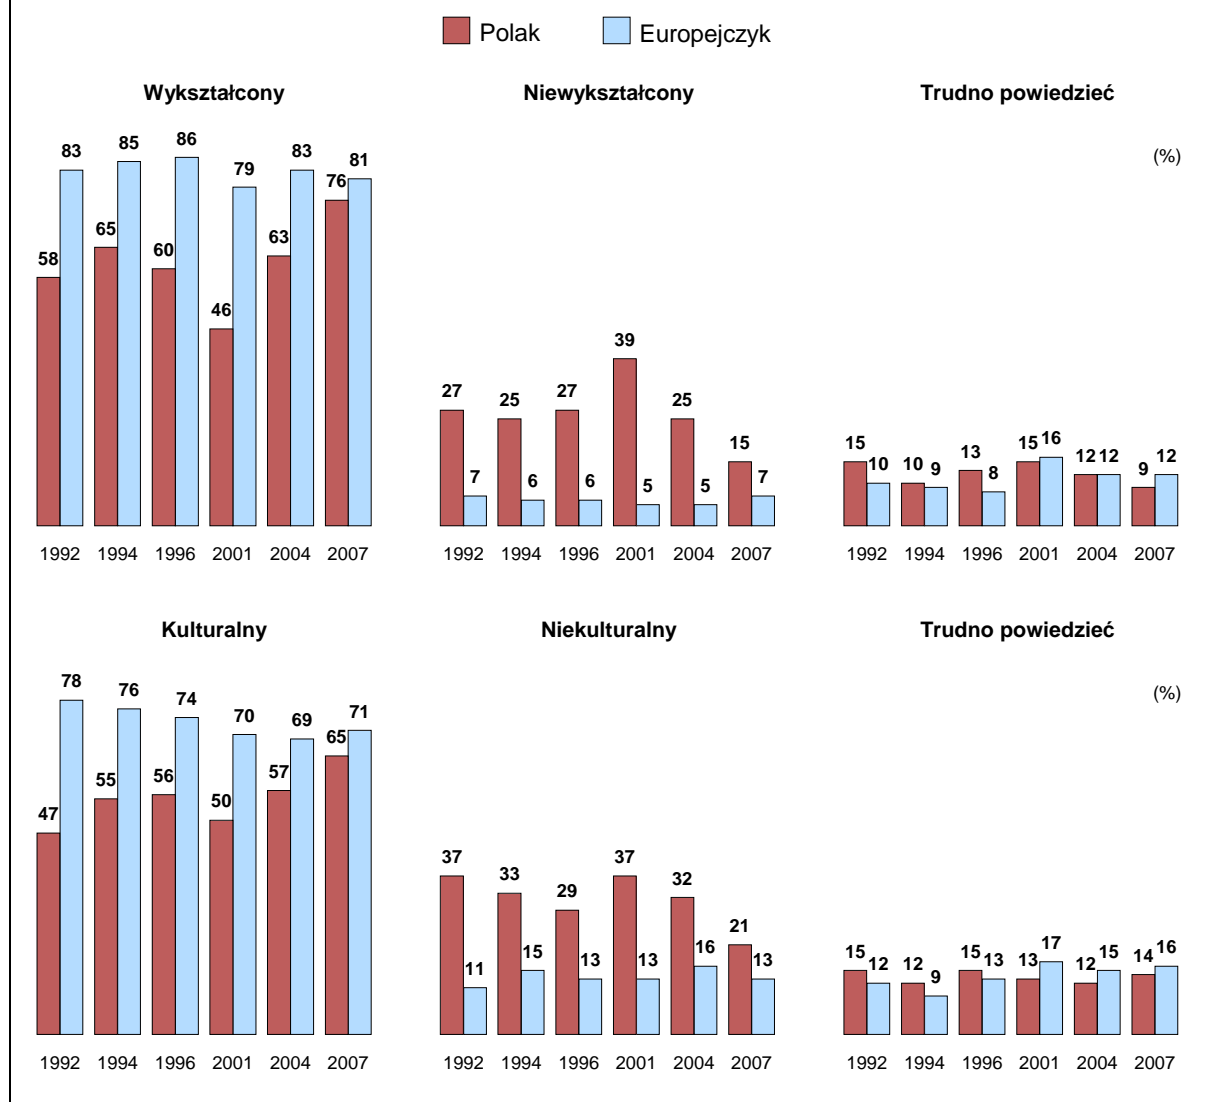 Polak Europejczyk
Wykształcony Niewykształcony Trudno powiedzieć
(%)
58 83 65 85 60 86 46 79 63 83 76 81
27 7 25 6 27 6 39 5 25 5 15 7
15 10 10 9 13 8 15 16 12 12 9 12
1992 1994 1996 2001 2004 2007 1992 1994 1996 2001 2004 2007 1992 1994 1996 2001 2004 2007
Kulturalny Niekulturalny Trudno powiedzieć
(%)
47 78 55 76 56 74 50 70 57 69 65 71
37 11 33 15 29 13 37 13 32 16 21 13
15 12 12 9 15 13 13 17 12 15 14 16
1992 1994 1996 2001 2004 2007 1992 1994 1996 2001 2004 2007 1992 1994 1996 2001 2004 2007